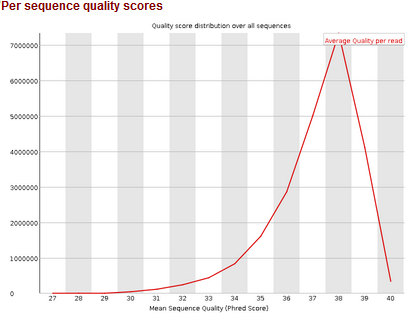 Per sequence quality scores
Quality score distribution over all sequences
Average Quality per read
7000000
6000000
5000000
4000000
3000000
2000000
1000000
0
27 28 29 30 31 32 33 34 35 36 37 38 39 40
Mean Sequence Quality (Phred Score)